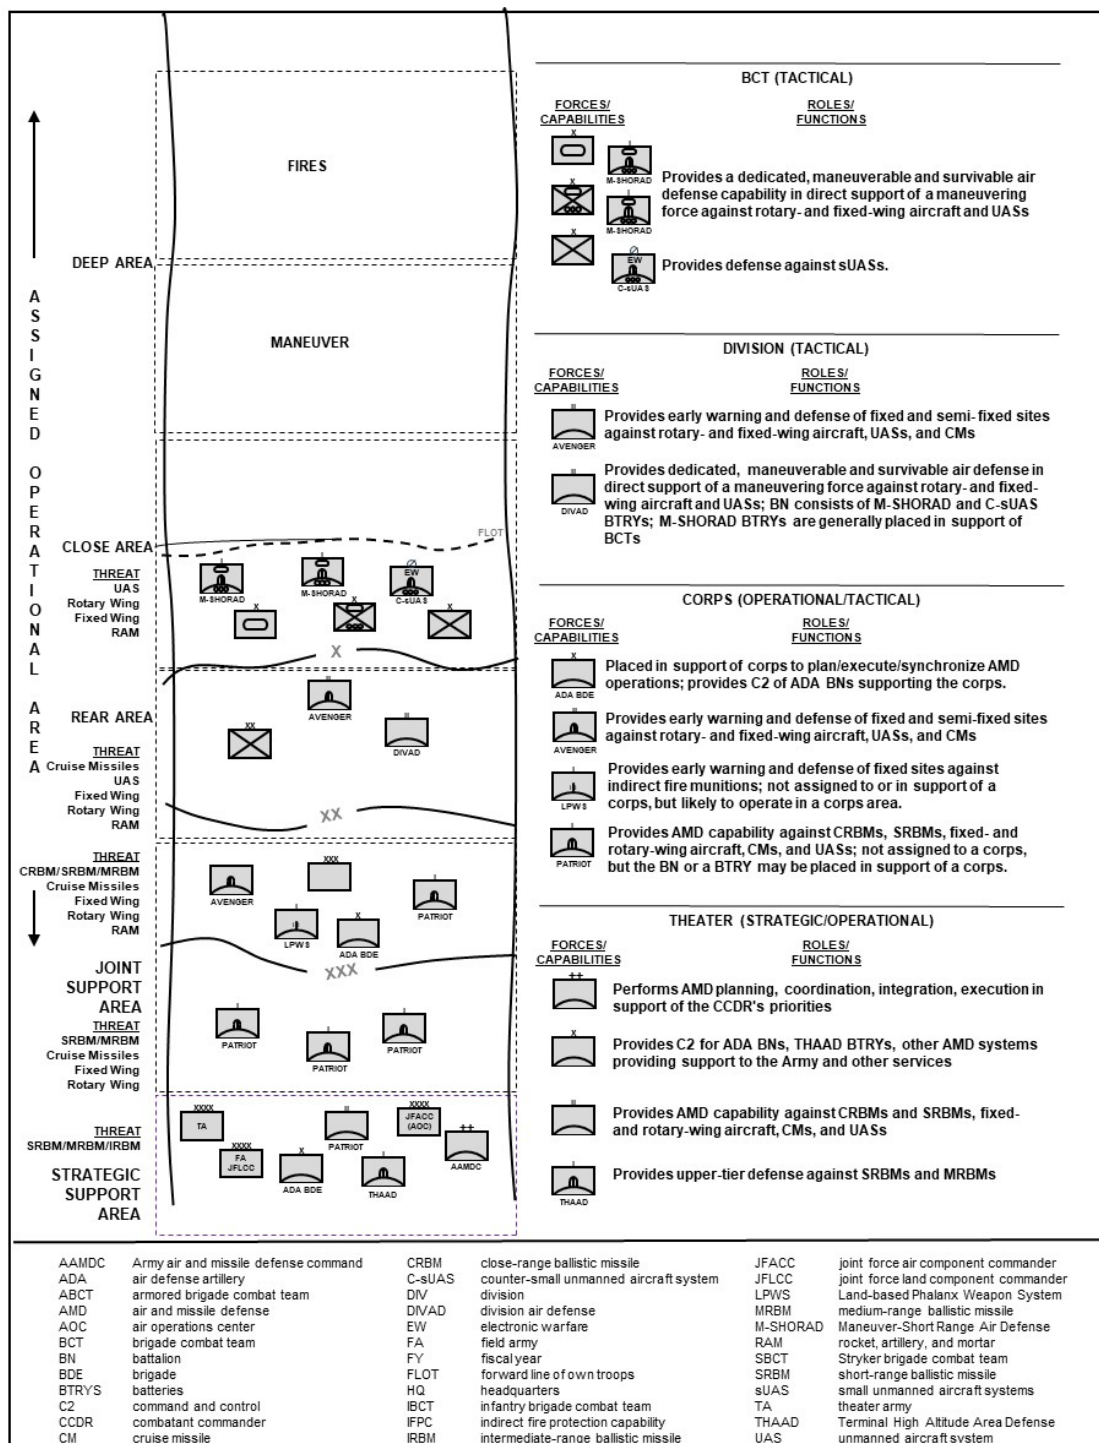 FIRES
DEEP AREA
MANEUVER
ASSIGNED OPERATIONAL AREA
CLOSE AREA
FLOT
THREAT
UAS
Rotary Wing
Fixed Wing
RAM
I
M-SHORAD
I
M-SHORAD
EW
C-sUAS
X
X
X
X
REAR AREA
THREAT
Cruise Missiles
UAS
Fixed Wing
Rotary Wing
RAM
II
AVENGER
XX
II
DIVAD
XX
THREAT
CRBM/SRBM/MRBM
Cruise Missiles
Fixed Wing
Rotary Wing
RAM
AVENGER
XXX
I
PATRIOT
I
LPWS
X
ADA BDE
XXX
JOINT
SUPPORT
AREA
THREAT
SRBM/MRBM
Cruise Missiles
Fixed Wing
Rotary Wing
I
PATRIOT
I
PATRIOT
I
PATRIOT
THREAT
SRBM/MRBM/IRBM
STRATEGIC
SUPPORT
AREA
XXXX
TA
XXXX
FA
JFLCC
X
ADA BDE
II
PATRIOT
I
THAAD
XXXX
JFACC
(AOC)
++
AAMDC
BCT (TACTICAL)
FORCES/
CAPABILITIES
ROLES/
FUNCTIONS
X
I
M-SHORAD
X
I
M-SHORAD
X
Provides a dedicated, maneuverable and survivable air
defense capability in direct support of a maneuvering
force against rotary- and fixed-wing aircraft and UASs
EW
C-sUAS
Provides defense against sUASs.
DIVISION (TACTICAL)
FORCES/
CAPABILITIES
ROLES/
FUNCTIONS
II
AVENGER
Provides early warning and defense of fixed and semi-fixed sites
against rotary- and fixed-wing aircraft, UASs, and CMs
II
DIVAD
Provides dedicated, maneuverable and survivable air defense in
direct support of a maneuvering force against rotary- and fixed-
wing aircraft and UASs; BN consists of M-SHORAD and C-sUAS
BTRYs; M-SHORAD BTRYs are generally placed in support of
BCTs
CORPS (OPERATIONAL/TACTICAL)
FORCES/
CAPABILITIES
ROLES/
FUNCTIONS
X
ADA BDE
Placed in support of corps to plan/execute/synchronize AMD
operations; provides C2 of ADA BNs supporting the corps.
II
AVENGER
Provides early warning and defense of fixed and semi-fixed sites
against rotary- and fixed-wing aircraft, UASs, and CMs
I
LPWS
Provides early warning and defense of fixed sites against
indirect fire munitions; not assigned to or in support of a
corps, but likely to operate in a corps area.
I
PATRIOT
Provides AMD capability against CRBMs, SRBMs, fixed- and
rotary-wing aircraft, CMs, and UASs; not assigned to a corps,
but the BN or a BTRY may be placed in support of a corps.
THEATER (STRATEGIC/OPERATIONAL)
FORCES/
CAPABILITIES
ROLES/
FUNCTIONS
++
Performs AMD planning, coordination, integration, execution in
support of the CCDR's priorities
X
Provides C2 for ADA BNs, THAAD BTRYs, other AMD systems
providing support to the Army and other services
II
Provides AMD capability against CRBMs and SRBMs, fixed-
and rotary-wing aircraft, CMs, and UASs
I
THAAD
Provides upper-tier defense against SRBMs and MRBMs
AAMDC Army air and missile defense command
ADA air defense artillery
ABCT armored brigade combat team
AMD air and missile defense
AOC air operations center
BCT brigade combat team
BN battalion
BDE brigade
BTRYS batteries
C2 command and control
CCDR combatant commander
CM cruise missile
CRBM close-range ballistic missile
C-sUAS counter-small unmanned aircraft system
DIV division
DIVAD division air defense
EW electronic warfare
FA field army
FY fiscal year
FLOT forward line of own troops
HQ headquarters
IBCT infantry brigade combat team
IFPC indirect fire protection capability
IRBM intermediate-range ballistic missile
JFACC joint force air component commander
JFLCC joint force land component commander
LPWS Land-based Phalanx Weapon System
MRBM medium-range ballistic missile
M-SHORAD Maneuver-Short Range Air Defense
RAM rocket, artillery, and mortar
SBCT Stryker brigade combat team
SRBM short-range ballistic missile
sUAS small unmanned aircraft systems
TA theater army
THAAD Terminal High Altitude Area Defense
UAS unmanned aircraft system